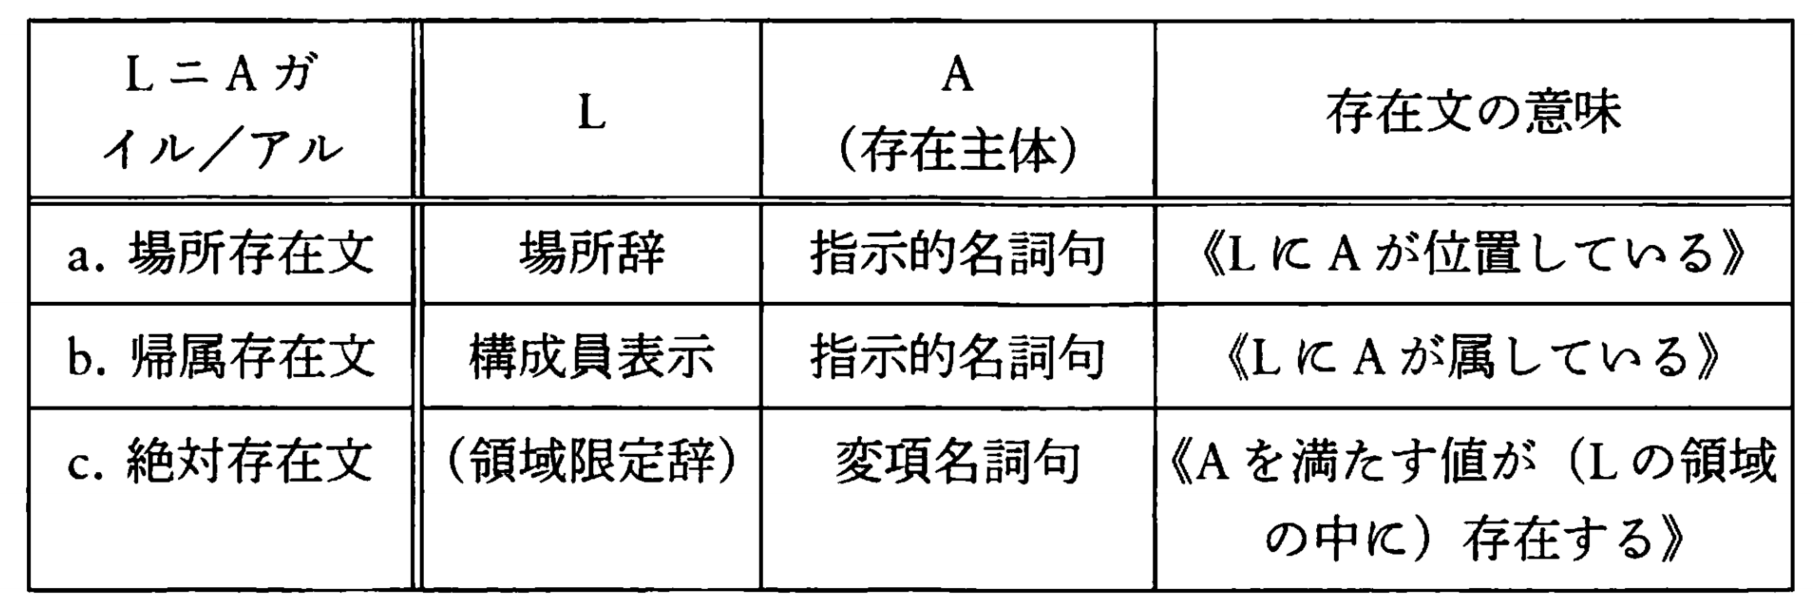 LニAガ
イル／アル
L
A
（存在主体）
存在文の意味
a. 場所存在文
場所辞
指示的名詞句
《LにAが位置している》
b. 帰属存在文
構成員表示
指示的名詞句
《LにAが属している》
c. 絶対存在文
（領域限定辞）
変項名詞句
《Aを満たす値が（Lの領域
の中に）存在する》